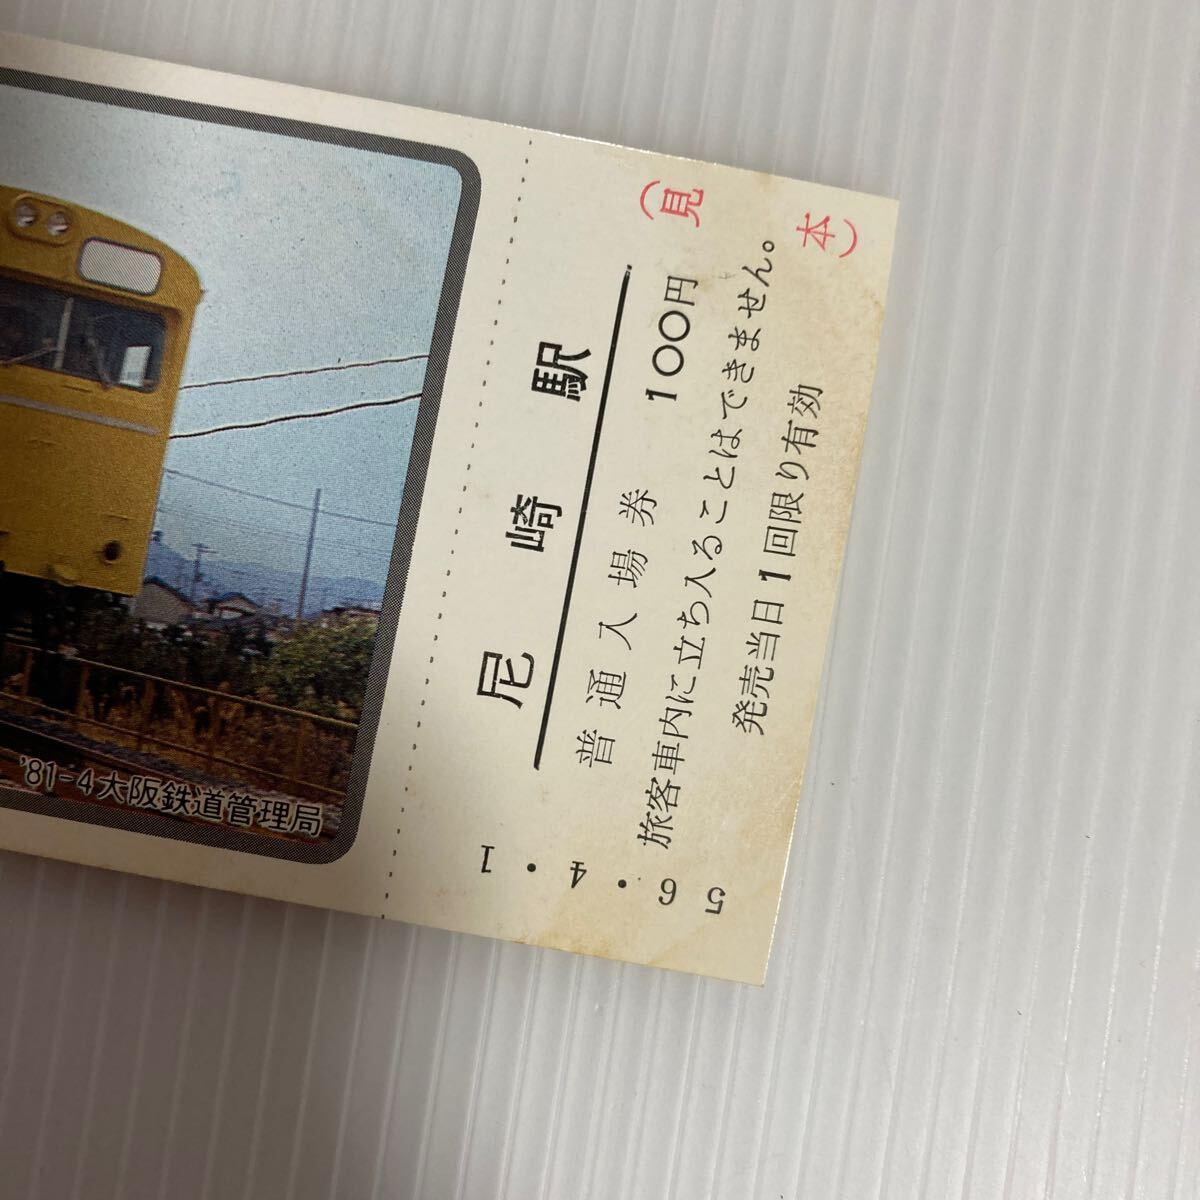 (見本)
尼崎駅
普通入場券 100円
旅客車内に立ち入ることはできません。
発売当日1回限り有効
56.4.1
'81-4大阪鉄道管理局